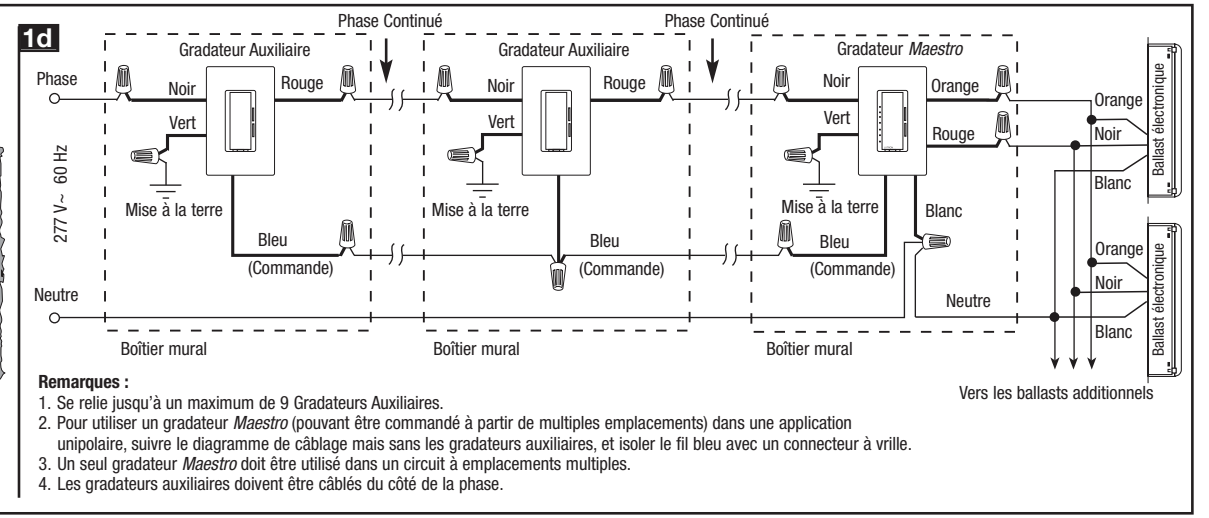 1d
Phase Continué
Phase Continué
Gradateur Auxiliaire
Gradateur Auxiliaire
Gradateur Maestro
Phase
Noir
Rouge
Noir
Rouge
Noir
Orange
Orange
Vert
Vert
Vert
Rouge
Noir
Blanc
Ballast électronique
277 V~ 60 Hz
Mise à la terre
Mise à la terre
Mise à la terre
Blanc
Bleu
(Commande)
Bleu
(Commande)
Bleu
(Commande)
Orange
Noir
Blanc
Ballast électronique
Neutre
Neutre
Boîtier mural
Boîtier mural
Boîtier mural
Vers les ballasts additionnels
Remarques :
1. Se relie jusqu'à un maximum de 9 Gradateurs Auxiliaires.
2. Pour utiliser un gradateur Maestro (pouvant être commandé à partir de multiples emplacements) dans une application
unipolaire, suivre le diagramme de câblage mais sans les gradateurs auxiliaires, et isoler le fil bleu avec un connecteur à vrille.
3. Un seul gradateur Maestro doit être utilisé dans un circuit à emplacements multiples.
4. Les gradateurs auxiliaires doivent être câblés du côté de la phase.